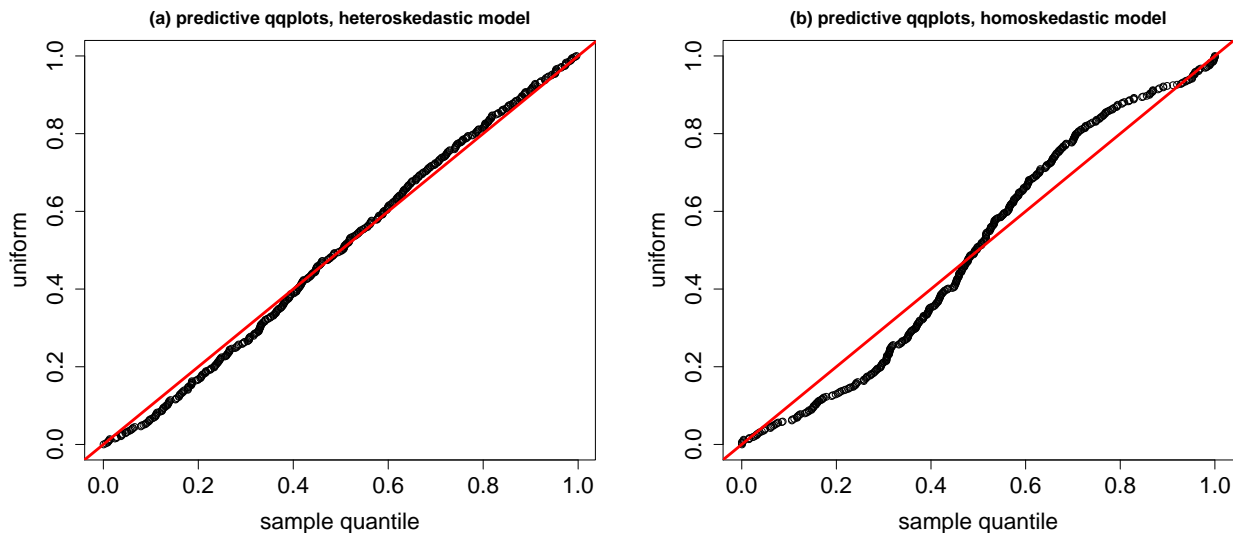 (a) predictive qqplots, heteroskedastic model
uniform
1.0
0.8
0.6
0.4
0.2
0.0
0.0 0.2 0.4 0.6 0.8 1.0
sample quantile
(b) predictive qqplots, homoskedastic model
uniform
1.0
0.8
0.6
0.4
0.2
0.0
0.0 0.2 0.4 0.6 0.8 1.0
sample quantile